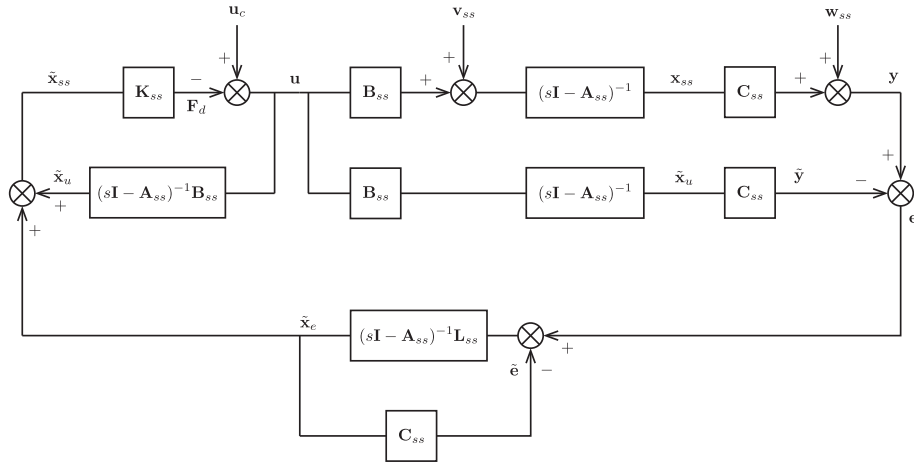 u_c
v_ss
w_ss
+
+
+
x̃_ss
K_ss
−
F_d
u
B_ss
+
(sI − A_ss)^−1
x_ss
C_ss
+
y
x̃_u
+
(sI − A_ss)^−1 B_ss
B_ss
(sI − A_ss)^−1
x̃_u
C_ss
ỹ
−
+
e
+
x̃_e
(sI − A_ss)^−1 L_ss
+
ẽ
−
C_ss